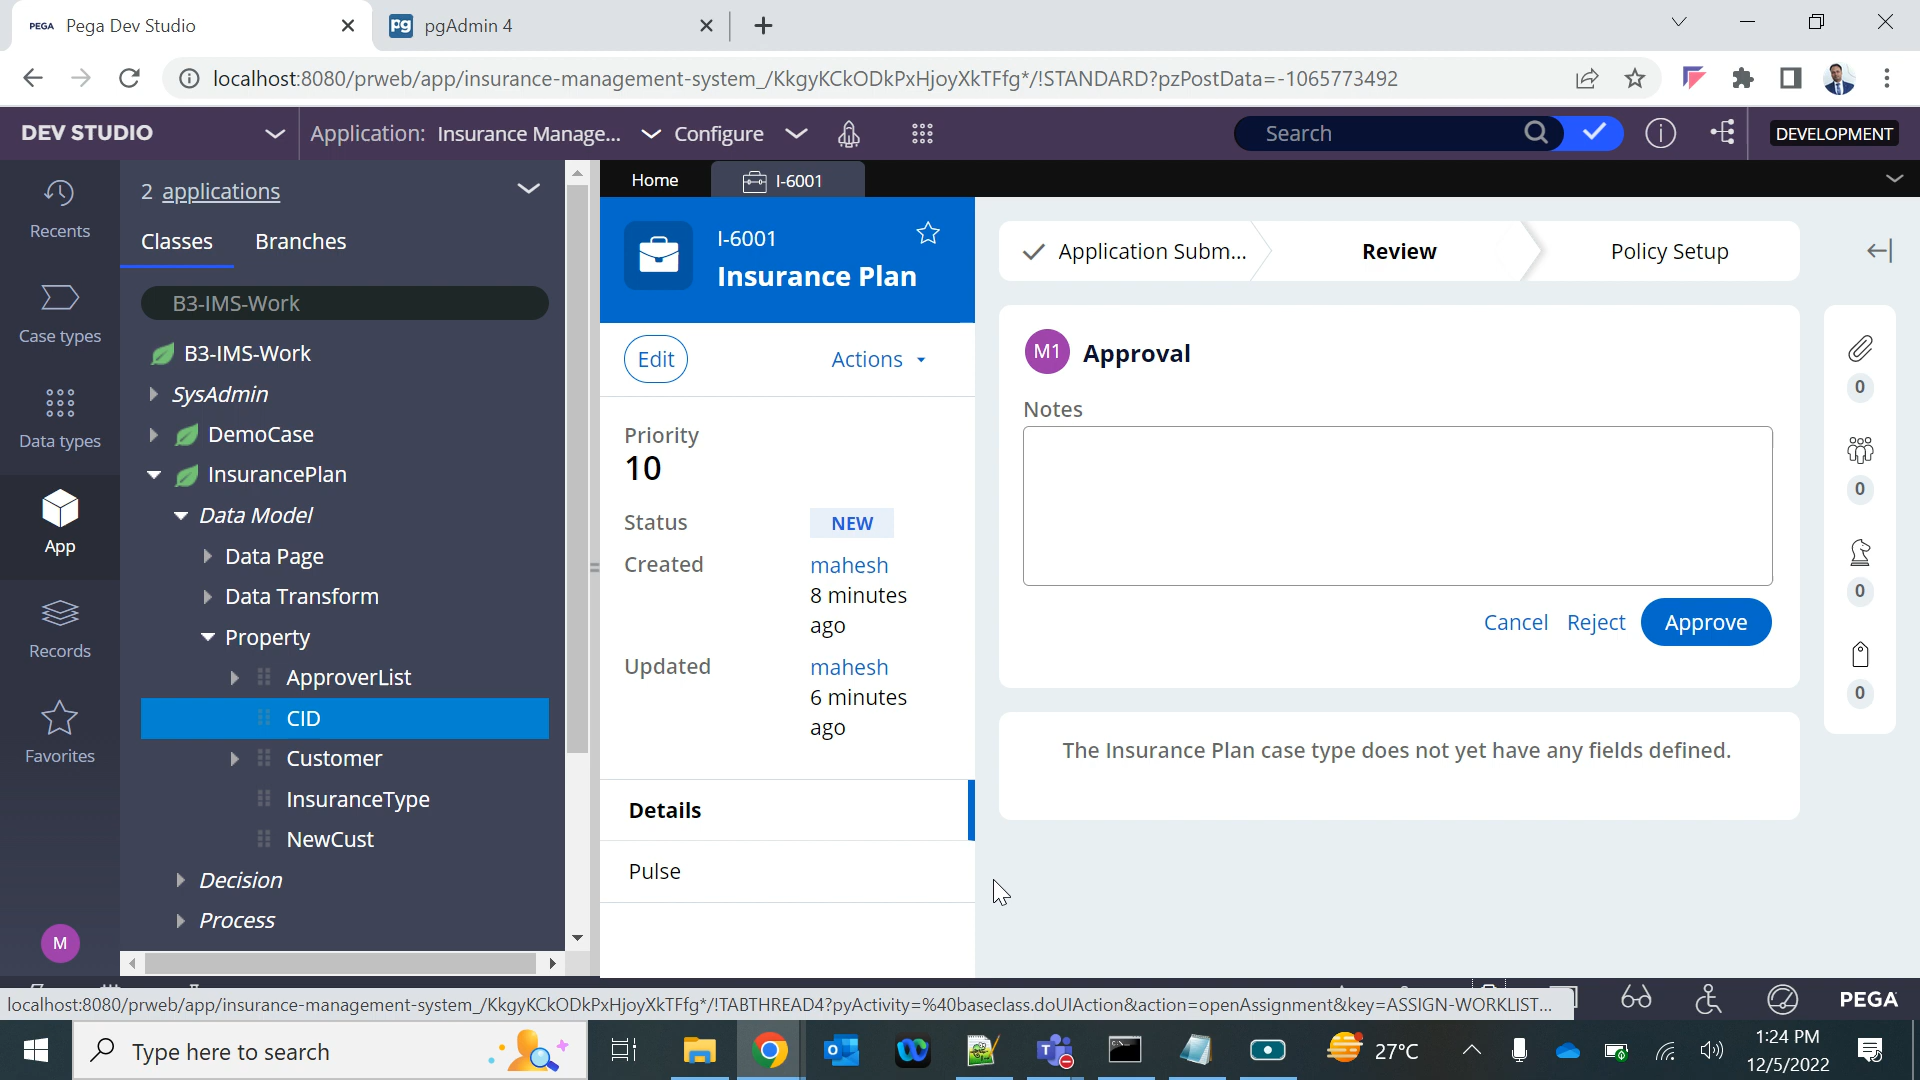 PEGA Pega Dev Studio
pg pgAdmin 4
localhost:8080/prweb/app/insurance-management-system_/KkgyKCkODkPxHjoyXkTFfg*/!STANDARD?pzPostData=-1065773492
DEV STUDIO
Application: Insurance Manage...
Configure
Search
DEVELOPMENT
Recents
Case types
Data types
App
Records
Favorites
M
2 applications
Classes
Branches
B3-IMS-Work
B3-IMS-Work
SysAdmin
DemoCase
InsurancePlan
Data Model
Data Page
Data Transform
Property
ApproverList
CID
Customer
InsuranceType
NewCust
Decision
Process
Home
I-6001
I-6001
Insurance Plan
Edit
Actions
Priority
10
Status
NEW
Created
mahesh
8 minutes
ago
Updated
mahesh
6 minutes
ago
Details
Pulse
Application Subm...
Review
Policy Setup
M1 Approval
Notes
Cancel
Reject
Approve
The Insurance Plan case type does not yet have any fields defined.
0
0
0
0
localhost:8080/prweb/app/insurance-management-system_/KkgyKCkODkPxHjoyXkTFfg*/!TABTHREAD4?pyActivity=%40baseclass.doUIAction&action=openAssignment&key=ASSIGN-WORKLIST...
PEGA
Type here to search
27°C
1:24 PM
12/5/2022